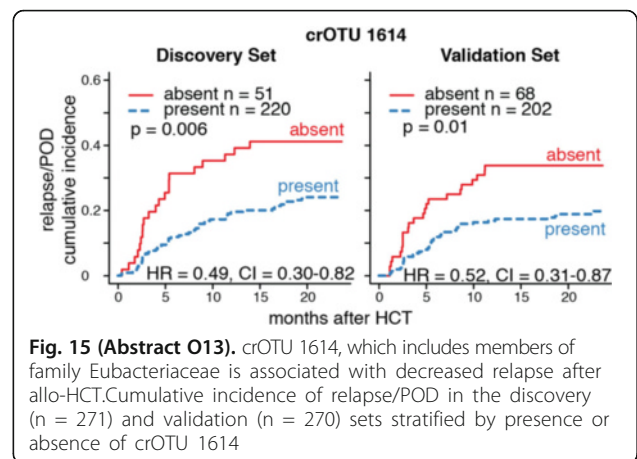 crOTU 1614
Discovery Set
Validation Set
relapse/POD
cumulative incidence
0.6
0.4
0.2
0
absent n = 51
present n = 220
p = 0.006
absent
present
HR = 0.49, CI = 0.30-0.82
0 5 10 15 20
absent n = 68
present n = 202
p = 0.01
absent
present
HR = 0.52, CI = 0.31-0.87
0 5 10 15 20
months after HCT
Fig. 15 (Abstract O13). crOTU 1614, which includes members of
family Eubacteriaceae is associated with decreased relapse after
allo-HCT.Cumulative incidence of relapse/POD in the discovery
(n = 271) and validation (n = 270) sets stratified by presence or
absence of crOTU 1614